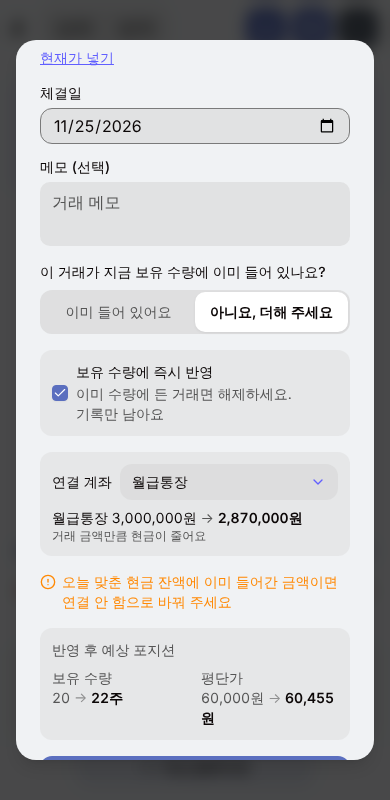 현재가 넣기
체결일
11/25/2026
메모 (선택)
거래 메모
이 거래가 지금 보유 수량에 이미 들어 있나요?
이미 들어 있어요
아니요, 더해 주세요
보유 수량에 즉시 반영
이미 수량에 든 거래면 해제하세요.
기록만 남아요
연결 계좌
월급통장
월급통장 3,000,000원 → 2,870,000원
거래 금액만큼 현금이 줄어요
오늘 맞춘 현금 잔액에 이미 들어간 금액이면
연결 안 함으로 바꿔 주세요
반영 후 예상 포지션
보유 수량
20 → 22주
평단가
60,000원 → 60,455
원